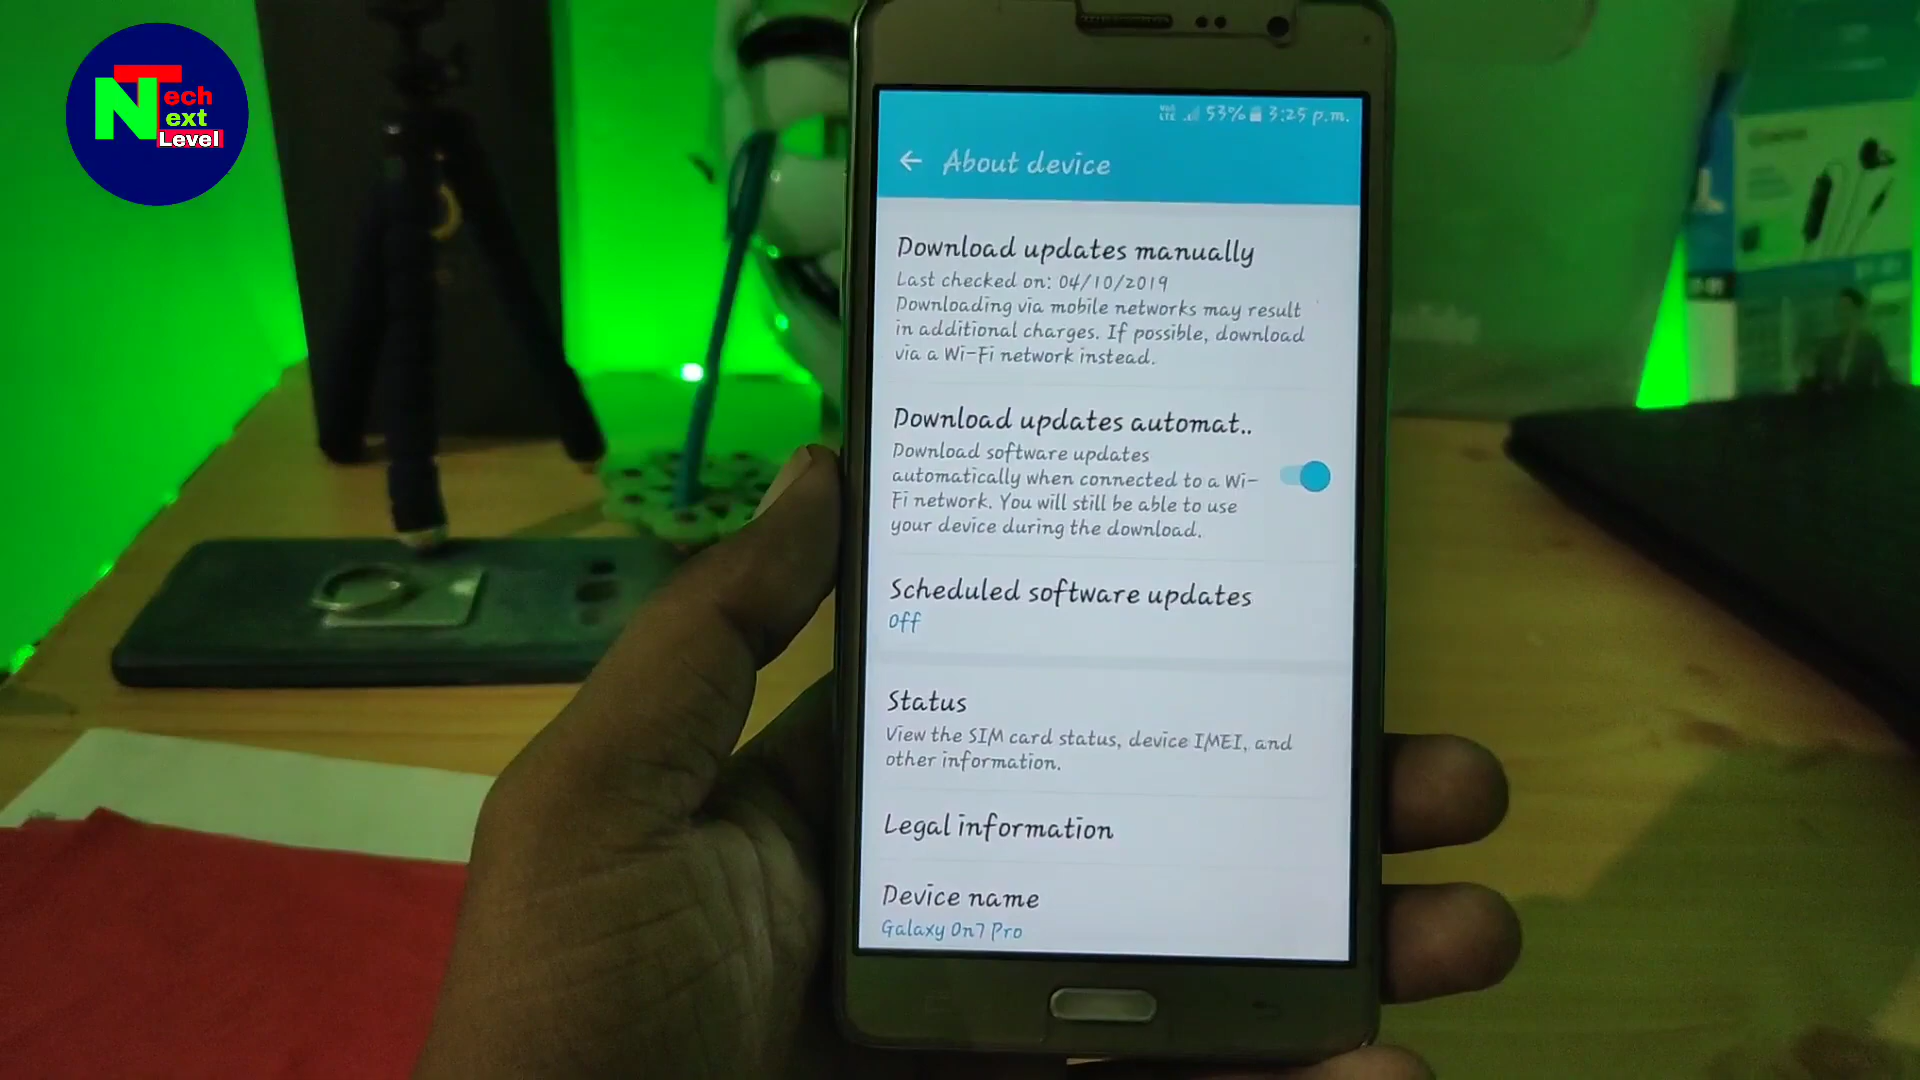 Tech
Next
Level
VoLTE 53% 3:25 p.m.
About device
Download updates manually
Last checked on: 04/10/2019
Downloading via mobile networks may result
in additional charges. If possible, download
via a Wi-Fi network instead.
Download updates automat..
Download software updates
automatically when connected to a Wi-
Fi network. You will still be able to use
your device during the download.
Scheduled software updates
Off
Status
View the SIM card status, device IMEI, and
other information.
Legal information
Device name
Galaxy On7 Pro